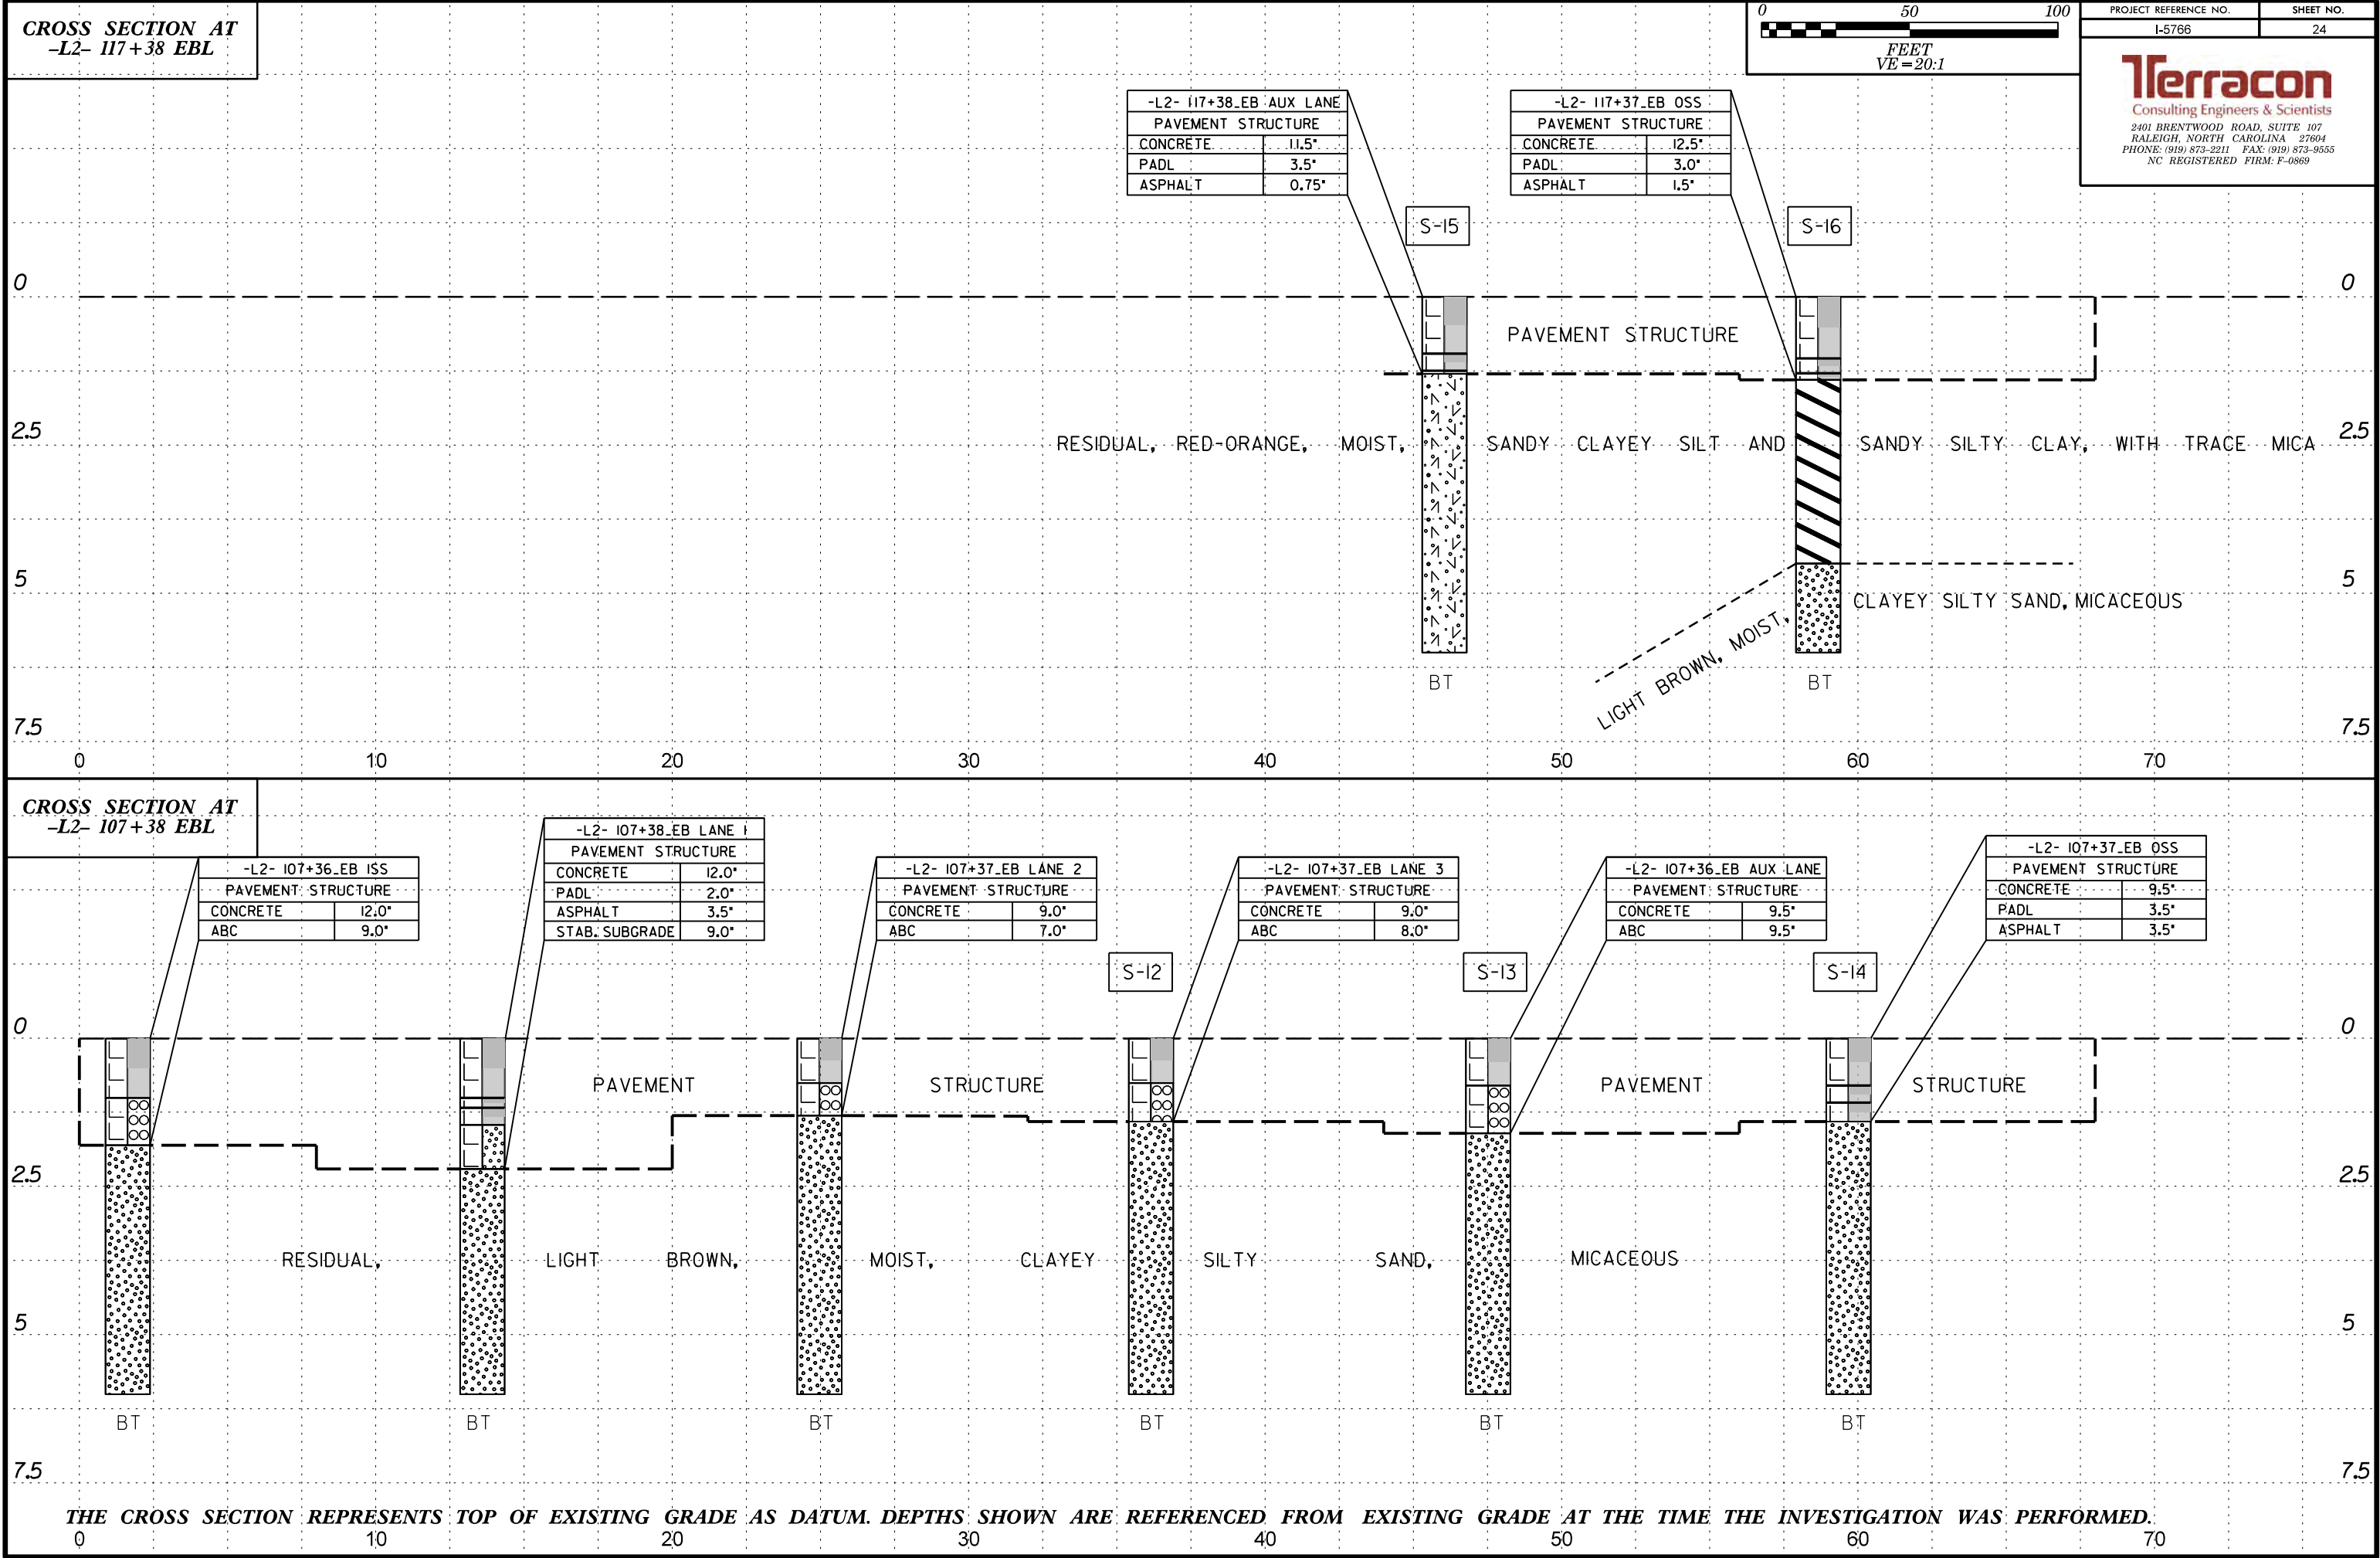 CROSS SECTION AT
-L2- 117+38 EBL
0 50 100
FEET
VE=20:1
PROJECT REFERENCE NO. SHEET NO.
I-5766 24
Terracon
Consulting Engineers & Scientists
2401 BRENTWOOD ROAD, SUITE 107
RALEIGH, NORTH CAROLINA 27604
PHONE: (919) 873-2211 FAX: (919) 873-9555
NC REGISTERED FIRM: F-0869
-L2- 117+38_EB AUX LANE
PAVEMENT STRUCTURE
CONCRETE 11.5"
PADL 3.5"
ASPHALT 0.75"
-L2- 117+37_EB OSS
PAVEMENT STRUCTURE
CONCRETE 12.5"
PADL 3.0"
ASPHALT 1.5"
S-15 S-16
0 0
PAVEMENT STRUCTURE
2.5 2.5
RESIDUAL, RED-ORANGE, MOIST, SANDY CLAYEY SILT AND SANDY SILTY CLAY, WITH TRACE MICA
5 5
LIGHT BROWN, MOIST, CLAYEY SILTY SAND, MICACEOUS
BT BT
7.5 7.5
0 10 20 30 40 50 60 70
CROSS SECTION AT
-L2- 107+38 EBL
-L2- 107+36_EB ISS
PAVEMENT STRUCTURE
CONCRETE 12.0"
ABC 9.0"
-L2- 107+38_EB LANE 1
PAVEMENT STRUCTURE
CONCRETE 12.0"
PADL 2.0"
ASPHALT 3.5"
STAB. SUBGRADE 9.0"
-L2- 107+37_EB LANE 2
PAVEMENT STRUCTURE
CONCRETE 9.0"
ABC 7.0"
-L2- 107+37_EB LANE 3
PAVEMENT STRUCTURE
CONCRETE 9.0"
ABC 8.0"
-L2- 107+36_EB AUX LANE
PAVEMENT STRUCTURE
CONCRETE 9.5"
ABC 9.5"
-L2- 107+37_EB OSS
PAVEMENT STRUCTURE
CONCRETE 9.5"
PADL 3.5"
ASPHALT 3.5"
S-12 S-13 S-14
0 0
PAVEMENT STRUCTURE PAVEMENT STRUCTURE
2.5 2.5
RESIDUAL, LIGHT BROWN, MOIST, CLAYEY SILTY SAND, MICACEOUS
5 5
BT BT BT BT BT BT
7.5 7.5
THE CROSS SECTION REPRESENTS TOP OF EXISTING GRADE AS DATUM. DEPTHS SHOWN ARE REFERENCED FROM EXISTING GRADE AT THE TIME THE INVESTIGATION WAS PERFORMED.
0 10 20 30 40 50 60 70